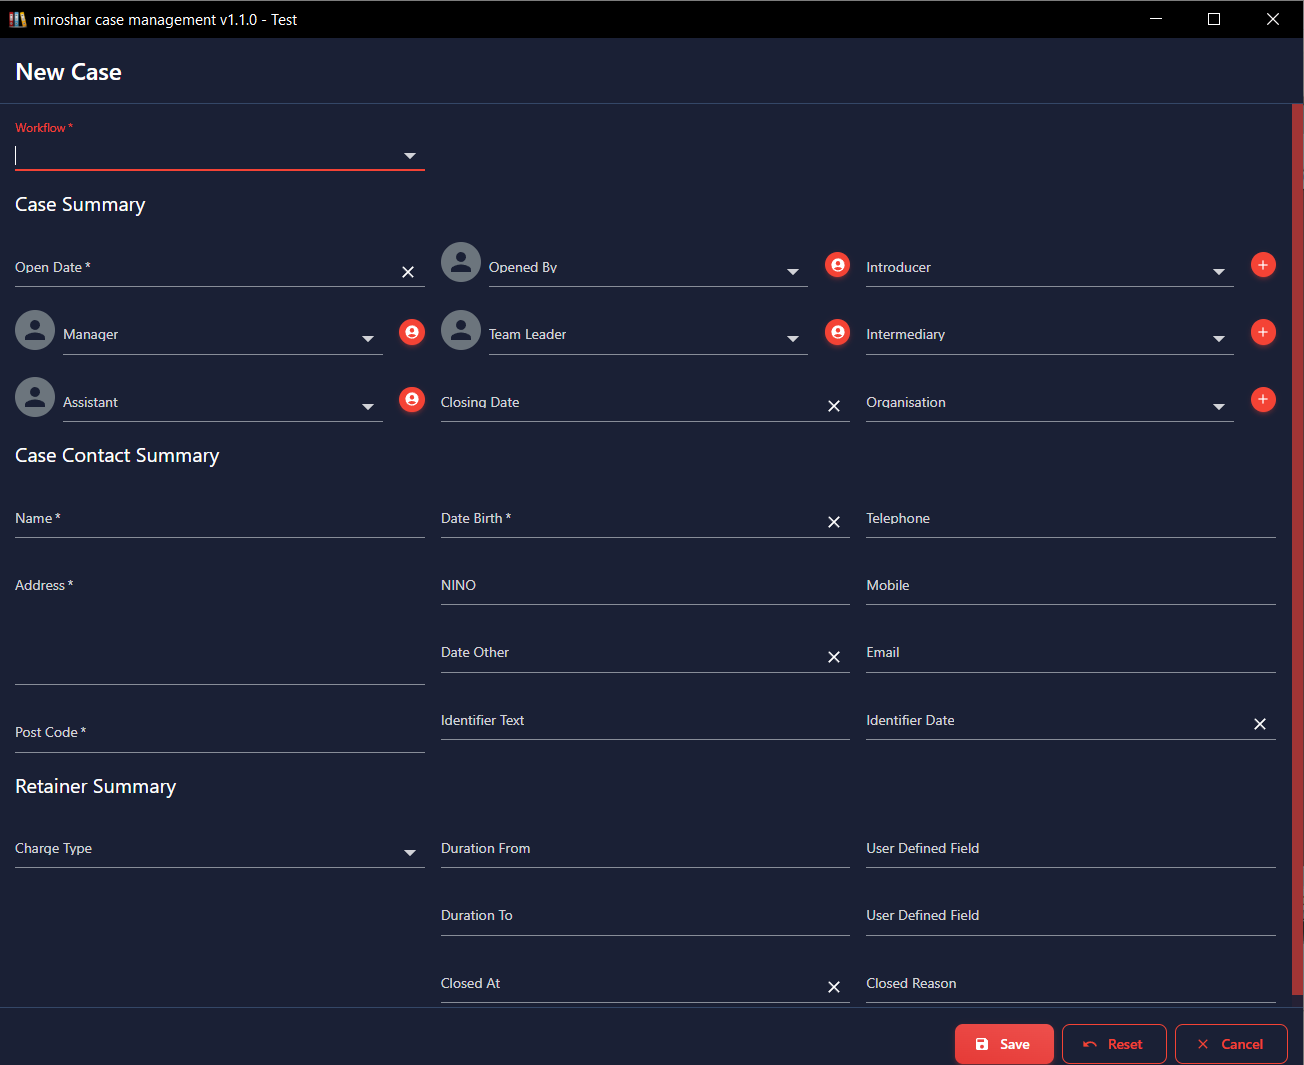 miroshar case management v1.1.0 - Test
New Case
Workflow *
Case Summary
Open Date *
Opened By
Introducer
Manager
Team Leader
Intermediary
Assistant
Closing Date
Organisation
Case Contact Summary
Name *
Date Birth *
Telephone
Address *
NINO
Mobile
Date Other
Email
Post Code *
Identifier Text
Identifier Date
Retainer Summary
Charge Type
Duration From
User Defined Field
Duration To
User Defined Field
Closed At
Closed Reason
Save
Reset
Cancel